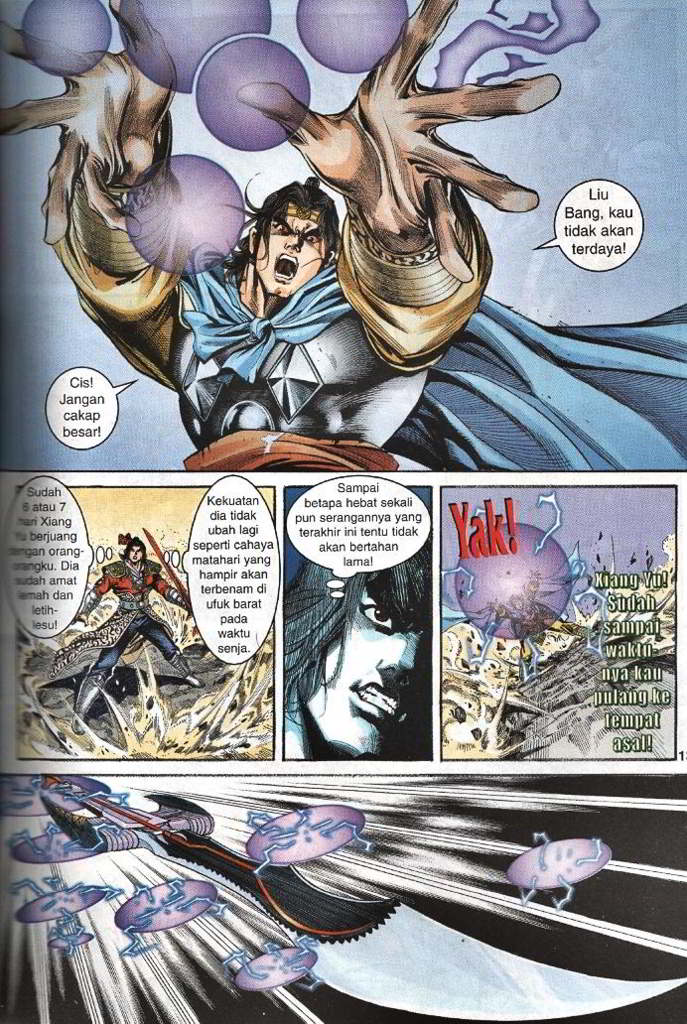 Liu
Bang, kau
tidak akan
terdaya!
Cis!
Jangan
cakap
besar!
Sudah
6 atau 7
hari Xiang
Yu berjuang
dengan orang-
orangku. Dia
sudah amat
lemah dan
letih-
lesu!
Kekuatan
dia tidak
ubah lagi
seperti cahaya
matahari yang
hampir akan
terbenam di
ufuk barat
pada
waktu
senja.
Sampai
betapa hebat sekali
pun serangannya yang
terakhir ini tentu tidak
akan bertahan
lama!
Yak!
Xiang Yu!
Sudah
sampai
waktu-
nya kau
pulang ke
tempat
asal!